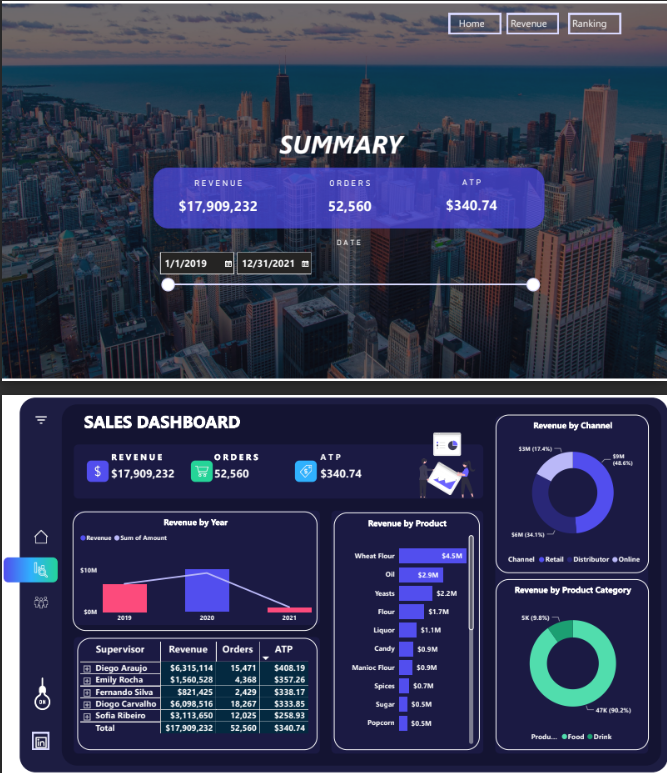 Home Revenue Ranking
SUMMARY
REVENUE ORDERS ATP
$17,909,232 52,560 $340.74
DATE
1/1/2019 12/31/2021
SALES DASHBOARD
REVENUE ORDERS ATP
$17,909,232 52,560 $340.74
Revenue by Year
Revenue Sum of Amount
$10M
$0M
2019 2020 2021
Supervisor Revenue Orders ATP
Diego Araujo $6,315,114 15,471 $408.19
Emily Rocha $1,560,528 4,368 $357.26
Fernando Silva $821,425 2,429 $338.17
Diogo Carvalho $6,098,516 18,267 $333.85
Sofia Ribeiro $3,113,650 12,025 $258.93
Total $17,909,232 52,560 $340.74
Revenue by Product
Wheat Flour $4.5M
Oil $2.9M
Yeasts $2.2M
Flour $1.7M
Liquor $1.1M
Candy $0.9M
Manioc Flour $0.9M
Spices $0.7M
Sugar $0.5M
Popcorn $0.5M
Revenue by Channel
$3M (17.4%)
$9M
(48.6%)
$6M (34.1%)
Channel Retail Distributor Online
Revenue by Product Category
5K (9.8%)
47K (90.2%)
Produ... Food Drink
in